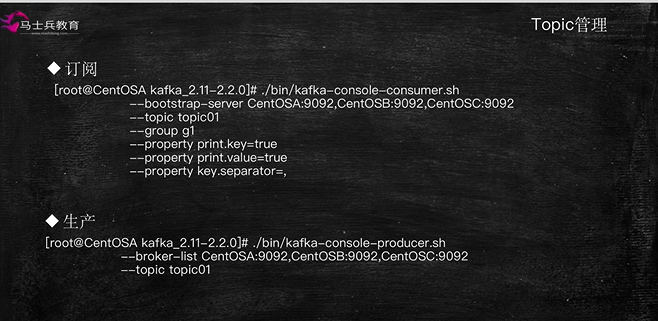 马士兵教育
www.mashibing.com
Topic管理
◆ 订阅
[root@CentOSA kafka_2.11-2.2.0]# ./bin/kafka-console-consumer.sh
--bootstrap-server CentOSA:9092,CentOSB:9092,CentOSC:9092
--topic topic01
--group g1
--property print.key=true
--property print.value=true
--property key.separator=,
◆ 生产
[root@CentOSA kafka_2.11-2.2.0]# ./bin/kafka-console-producer.sh
--broker-list CentOSA:9092,CentOSB:9092,CentOSC:9092
--topic topic01